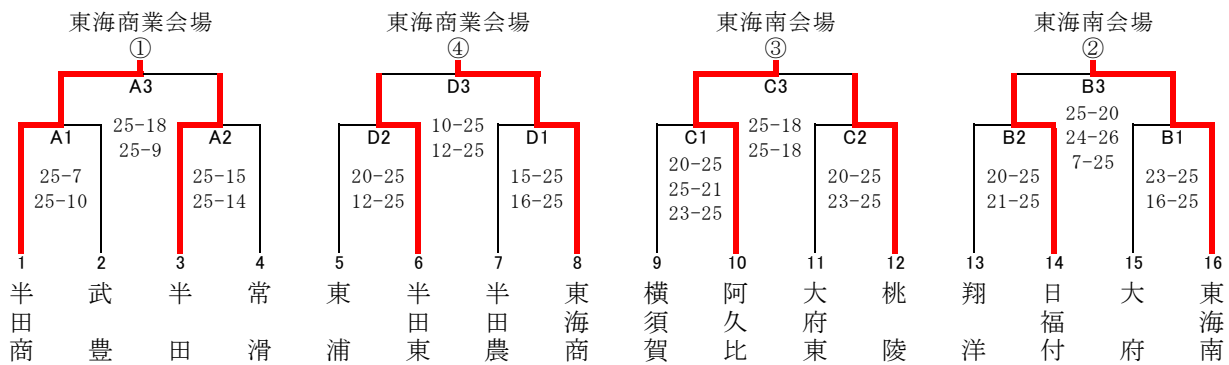 東海商業会場
①
A3
25-18
25-9
A1
25-7
25-10
A2
25-15
25-14
1
半田商
2
武豊
3
半田
4
常滑
東海商業会場
④
D3
10-25
12-25
D2
20-25
12-25
D1
15-25
16-25
5
東浦
6
半田東
7
半田農
8
東海商
東海南会場
③
C3
25-18
25-18
C1
20-25
25-21
23-25
C2
20-25
23-25
9
横須賀
10
阿久比
11
大府東
12
桃陵
東海南会場
②
B3
25-20
24-26
7-25
B2
20-25
21-25
B1
23-25
16-25
13
翔洋
14
日福付
15
大府
16
東海南